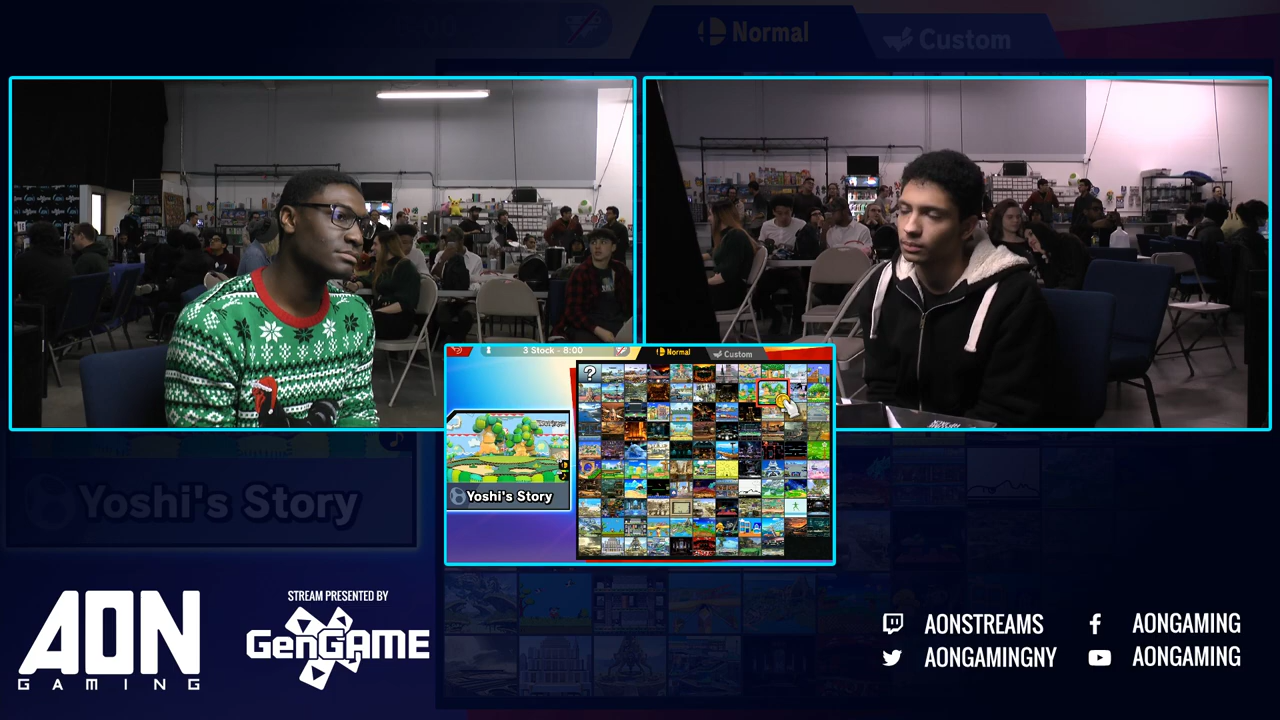 Normal
Custom
3 Stock - 8:00
Normal
Custom
?
Yoshi's Story
Yoshi's Story
AON
GAMING
STREAM PRESENTED BY
GenGAME
AONSTREAMS
AONGAMING
AONGAMINGNY
AONGAMING